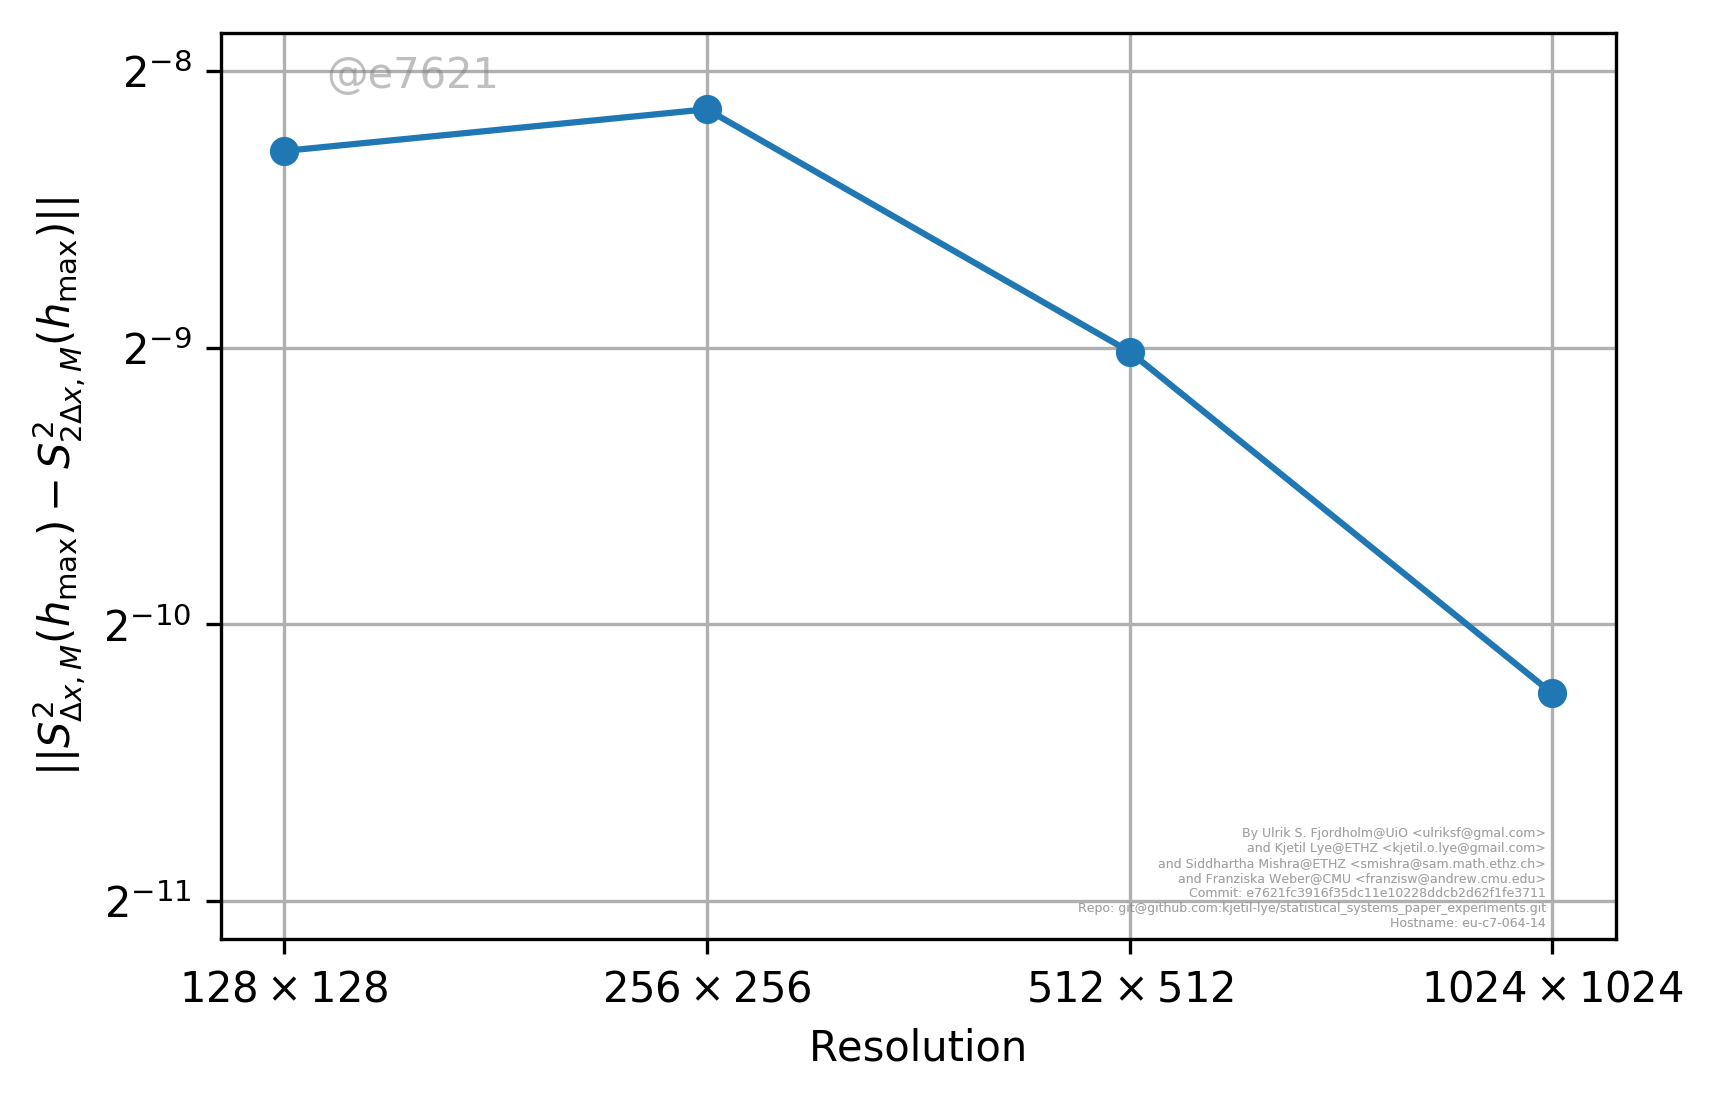 @e7621
2⁻⁸
2⁻⁹
2⁻¹⁰
2⁻¹¹
||S²_{Δx, M}(h_max) − S²_{2Δx, M}(h_max)||
By Ulrik S. Fjordholm@UiO <ulriksf@gmal.com>
and Kjetil Lye@ETHZ <kjetil.o.lye@gmail.com>
and Siddhartha Mishra@ETHZ <smishra@sam.math.ethz.ch>
and Franziska Weber@CMU <franzisw@andrew.cmu.edu>
Commit: e7621fc3916f35dc11e10228ddcb2d62f1fe3711
Repo: git@github.com:kjetil-lye/statistical_systems_paper_experiments.git
Hostname: eu-c7-064-14
128 × 128 256 × 256 512 × 512 1024 × 1024
Resolution